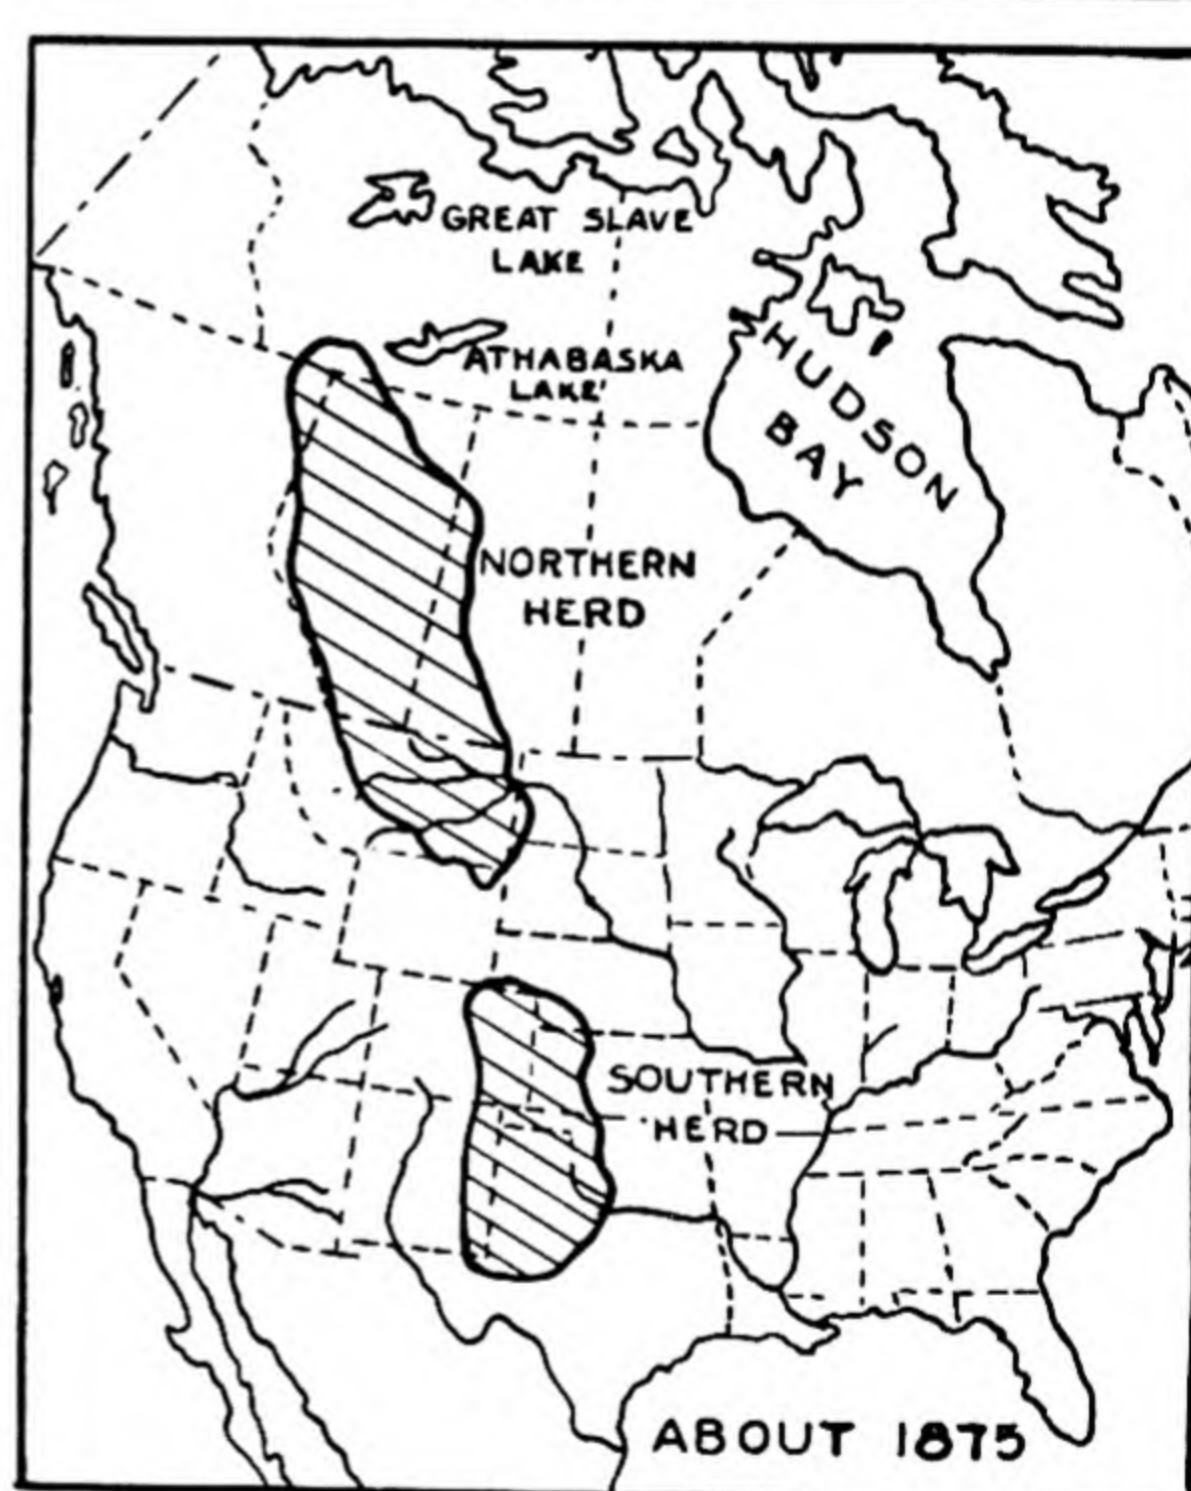 GREAT SLAVE
LAKE
ATHABASKA
LAKE
HUDSON
BAY
NORTHERN
HERD
SOUTHERN
HERD
ABOUT 1875